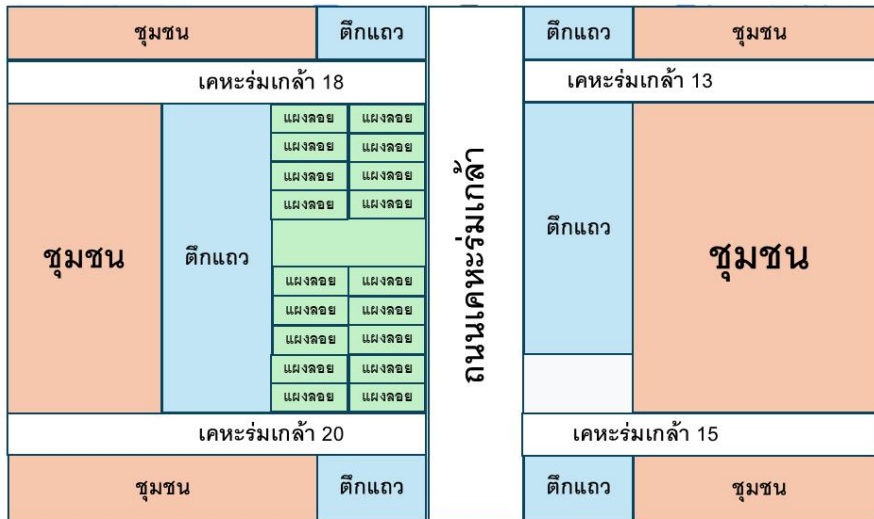 ชุมชน ตึกแถว
ตึกแถว ชุมชน
เคหะร่มเกล้า 18
เคหะร่มเกล้า 13
แผงลอย แผงลอย
แผงลอย แผงลอย
แผงลอย แผงลอย
แผงลอย แผงลอย
ชุมชน
ตึกแถว
แผงลอย แผงลอย
แผงลอย แผงลอย
แผงลอย แผงลอย
แผงลอย แผงลอย
แผงลอย แผงลอย
ถนนเคหะร่มเกล้า
ตึกแถว
ชุมชน
เคหะร่มเกล้า 20
เคหะร่มเกล้า 15
ชุมชน ตึกแถว
ตึกแถว ชุมชน